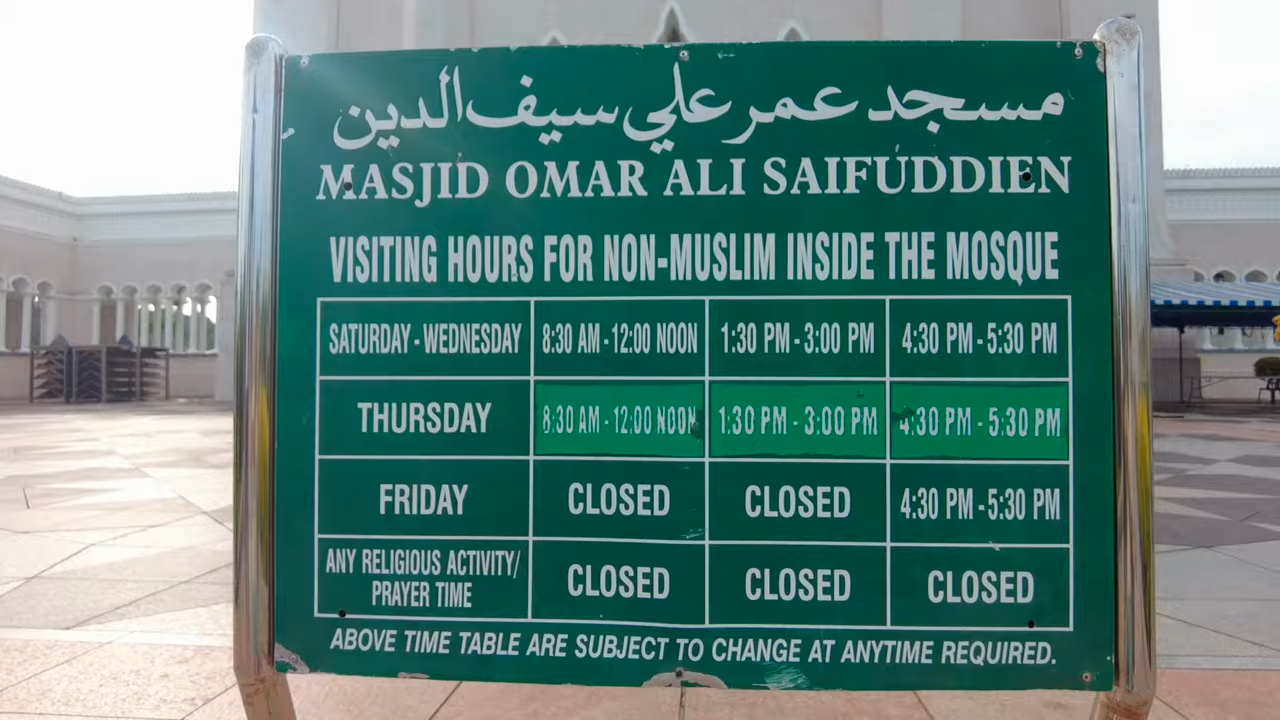 مسجد عمر علي سيف الدين
MASJID OMAR ALI SAIFUDDIEN
VISITING HOURS FOR NON-MUSLIM INSIDE THE MOSQUE
SATURDAY - WEDNESDAY 8:30 AM - 12:00 NOON 1:30 PM - 3:00 PM 4:30 PM - 5:30 PM
THURSDAY 8:30 AM - 12:00 NOON 1:30 PM - 3:00 PM 4:30 PM - 5:30 PM
FRIDAY CLOSED CLOSED 4:30 PM - 5:30 PM
ANY RELIGIOUS ACTIVITY/
PRAYER TIME CLOSED CLOSED CLOSED
ABOVE TIME TABLE ARE SUBJECT TO CHANGE AT ANYTIME REQUIRED.